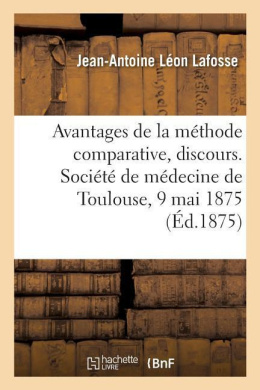 Jean-Antoine Léon Lafosse
Avantages de la méthode
comparative, discours. Société
de médecine de Toulouse,
9 mai 1875
(Éd.1875)
hachette
LIVRE
{BnF